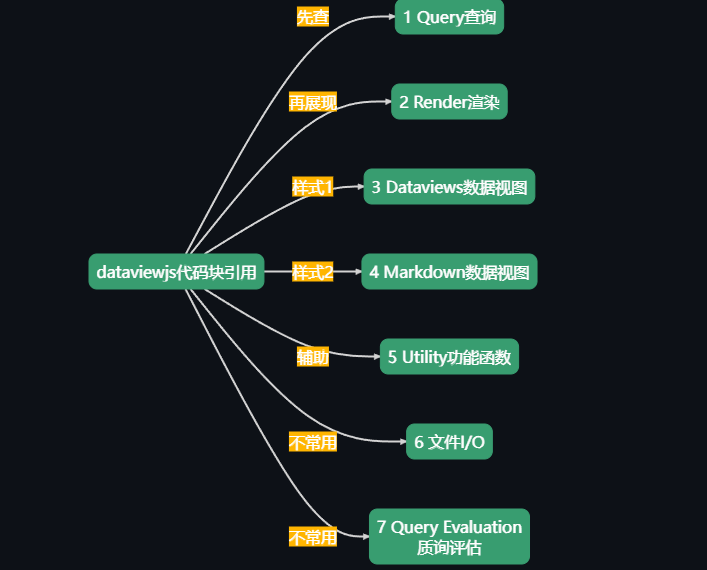 先查
1 Query查询
再展现
2 Render渲染
样式1
3 Dataviews数据视图
dataviewjs代码块引用
样式2
4 Markdown数据视图
辅助
5 Utility功能函数
不常用
6 文件I/O
不常用
7 Query Evaluation
质询评估